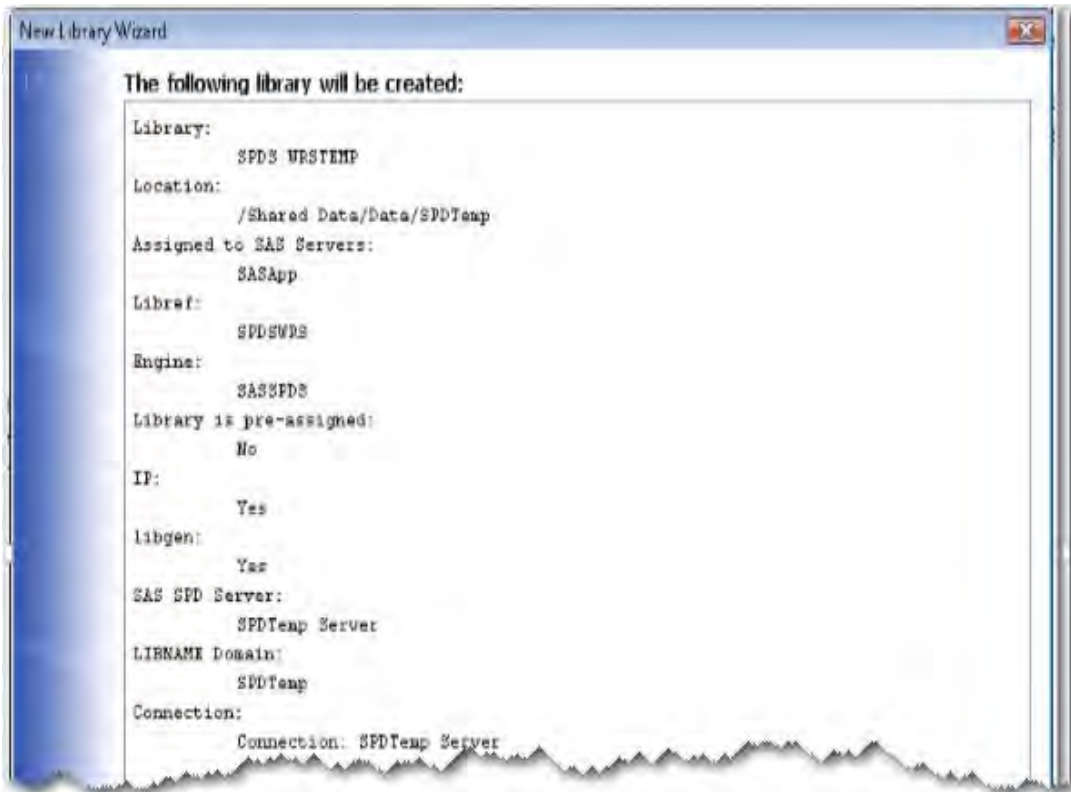 New Library Wizard
The following library will be created:
Library:
SPDS WRSTEMP
Location:
/Shared Data/Data/SPDTemp
Assigned to SAS Servers:
SASApp
Libref:
SPDSWRS
Engine:
SASSPDS
Library is pre-assigned:
No
IP:
Yes
libgen:
Yes
SAS SPD Server:
SPDTemp Server
LIBNAME Domain:
SPDTemp
Connection:
Connection: SPDTemp Server